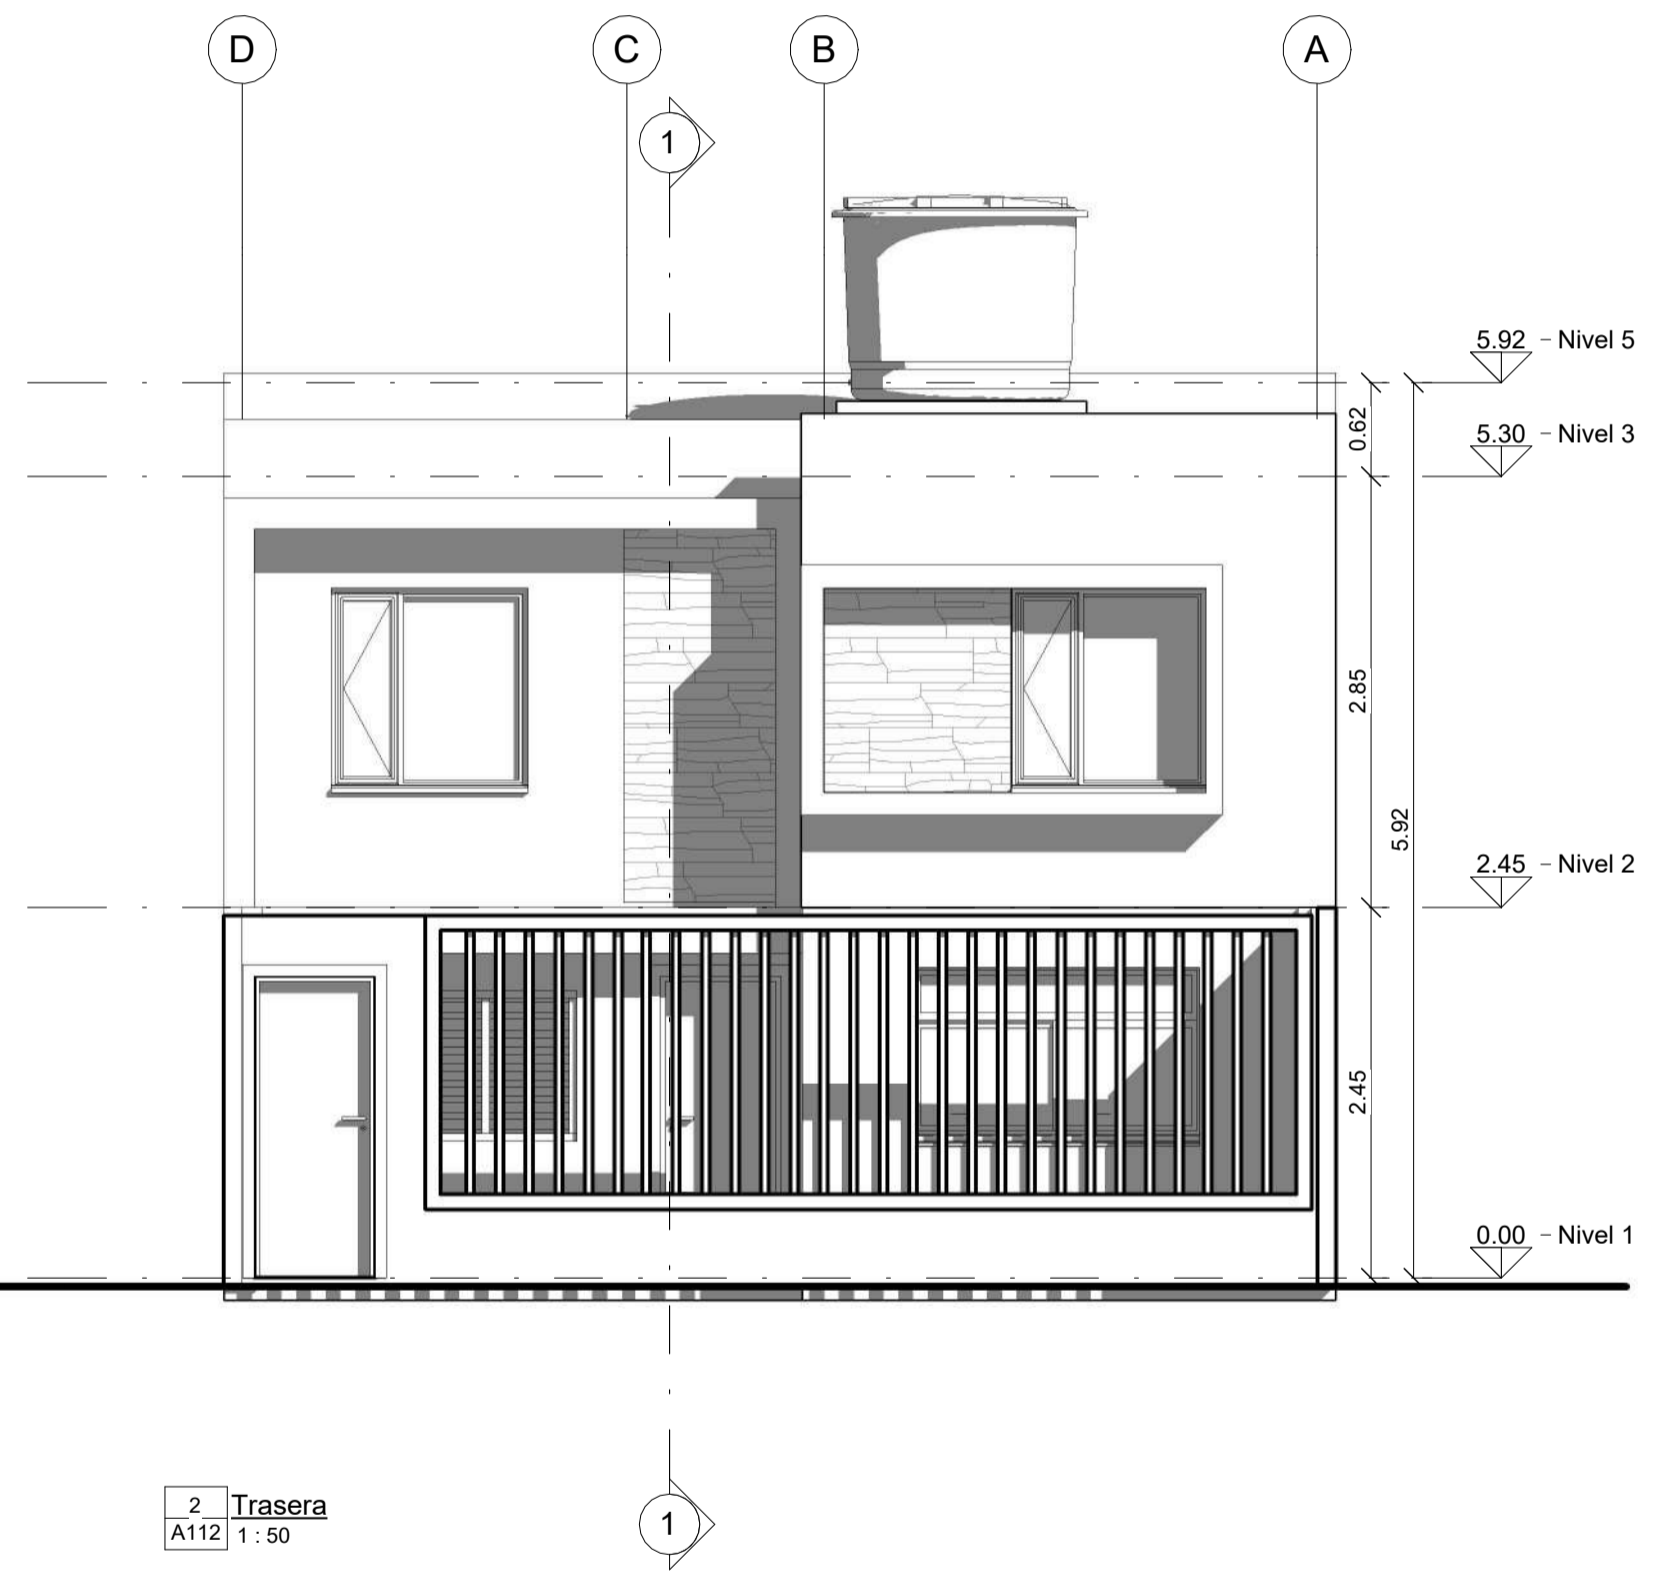 D
C
B
A
1
5.92 – Nivel 5
0.62
5.30 – Nivel 3
2.85
5.92
2.45 – Nivel 2
2.45
0.00 – Nivel 1
2
Trasera
A112
1 : 50
1